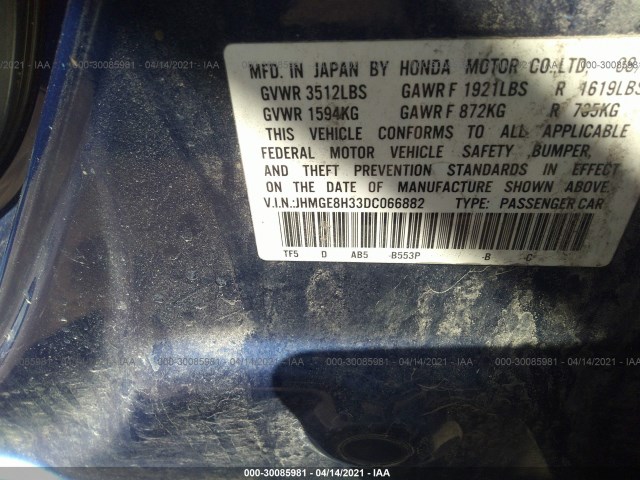 MFD. IN JAPAN BY HONDA MOTOR CO.,LTD,
GVWR 3512LBS GAWR F 1921LBS R 1619LBS
GVWR 1594KG GAWR F 872KG R 735KG
THIS VEHICLE CONFORMS TO ALL APPLICABLE
FEDERAL MOTOR VEHICLE SAFETY, BUMPER,
AND THEFT PREVENTION STANDARDS IN EFFECT
ON THE DATE OF MANUFACTURE SHOWN ABOVE.
V.I.N.:JHMGE8H33DC066882 TYPE: PASSENGER CAR
TF5 D AB5 -B553P -B -C
000-30085981 - 04/14/2021 - IAA